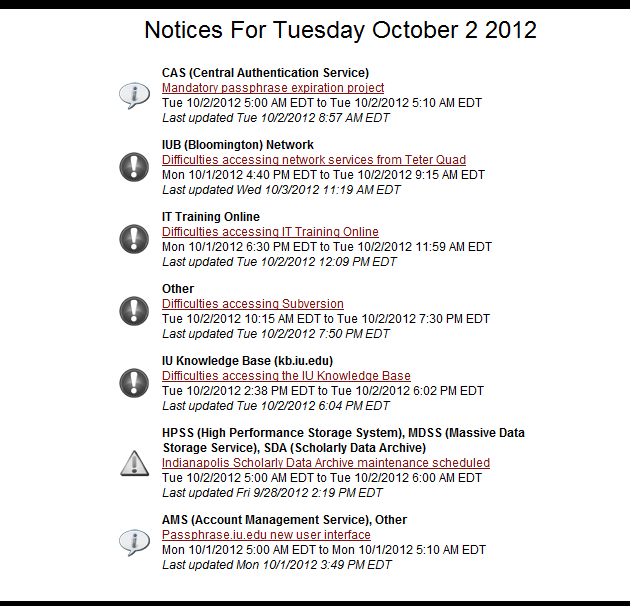 Notices For Tuesday October 2 2012
CAS (Central Authentication Service)
Mandatory passphrase expiration project
Tue 10/2/2012 5:00 AM EDT to Tue 10/2/2012 5:10 AM EDT
Last updated Tue 10/2/2012 8:57 AM EDT
IUB (Bloomington) Network
Difficulties accessing network services from Teter Quad
Mon 10/1/2012 4:40 PM EDT to Tue 10/2/2012 9:15 AM EDT
Last updated Wed 10/3/2012 11:19 AM EDT
IT Training Online
Difficulties accessing IT Training Online
Mon 10/1/2012 6:30 PM EDT to Tue 10/2/2012 11:59 AM EDT
Last updated Tue 10/2/2012 12:09 PM EDT
Other
Difficulties accessing Subversion
Tue 10/2/2012 10:15 AM EDT to Tue 10/2/2012 7:30 PM EDT
Last updated Tue 10/2/2012 7:50 PM EDT
IU Knowledge Base (kb.iu.edu)
Difficulties accessing the IU Knowledge Base
Tue 10/2/2012 2:38 PM EDT to Tue 10/2/2012 6:02 PM EDT
Last updated Tue 10/2/2012 6:04 PM EDT
HPSS (High Performance Storage System), MDSS (Massive Data
Storage Service), SDA (Scholarly Data Archive)
Indianapolis Scholarly Data Archive maintenance scheduled
Tue 10/2/2012 5:00 AM EDT to Tue 10/2/2012 6:00 AM EDT
Last updated Fri 9/28/2012 2:19 PM EDT
AMS (Account Management Service), Other
Passphrase.iu.edu new user interface
Mon 10/1/2012 5:00 AM EDT to Mon 10/1/2012 5:10 AM EDT
Last updated Mon 10/1/2012 3:49 PM EDT